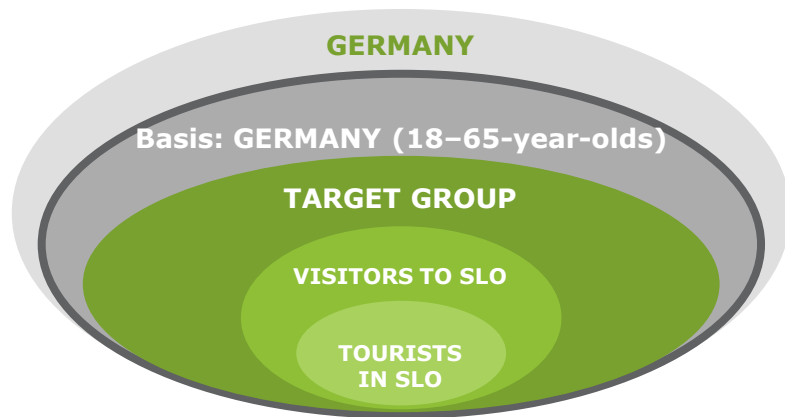 GERMANY
Basis: GERMANY (18–65-year-olds)
TARGET GROUP
VISITORS TO SLO
TOURISTS
IN SLO